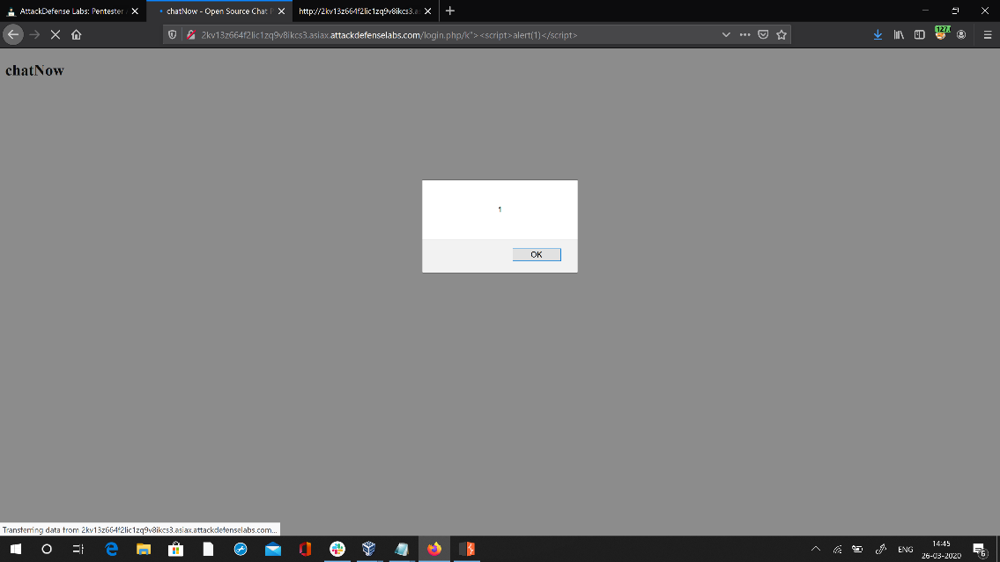 AttackDefense Labs: Pentester
chatNow - Open Source Chat
http://2kv13z664f2lic1zq9v8ikcs3.a
2kv13z664f2lic1zq9v8ikcs3.asiax.attackdefenselabs.com/login.php/k"><script>alert(1)</script>
127
chatNow
1
OK
Transferring data from 2kv13z664f2lic1zq9v8ikcs3.asiax.attackdefenselabs.com...
ENG
14:45
26-03-2020
6